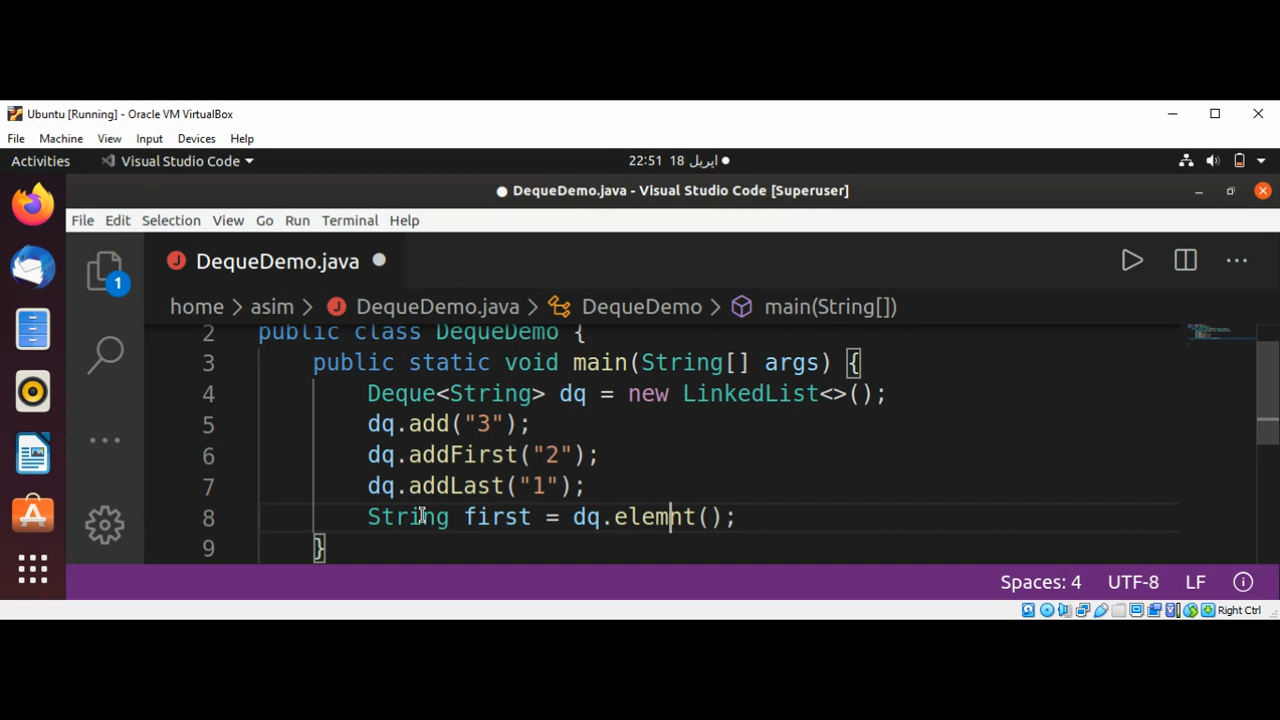 Ubuntu [Running] - Oracle VM VirtualBox
File Machine View Input Devices Help
Activities Visual Studio Code 22:51 18 اپریل
DequeDemo.java - Visual Studio Code [Superuser]
File Edit Selection View Go Run Terminal Help
1 J DequeDemo.java
home > asim > J DequeDemo.java > DequeDemo > main(String[])
2 public class DequeDemo {
3 public static void main(String[] args) {
4 Deque<String> dq = new LinkedList<>();
5 dq.add("3");
6 dq.addFirst("2");
7 dq.addLast("1");
8 String first = dq.elemnt();
9 }
Spaces: 4 UTF-8 LF
Right Ctrl